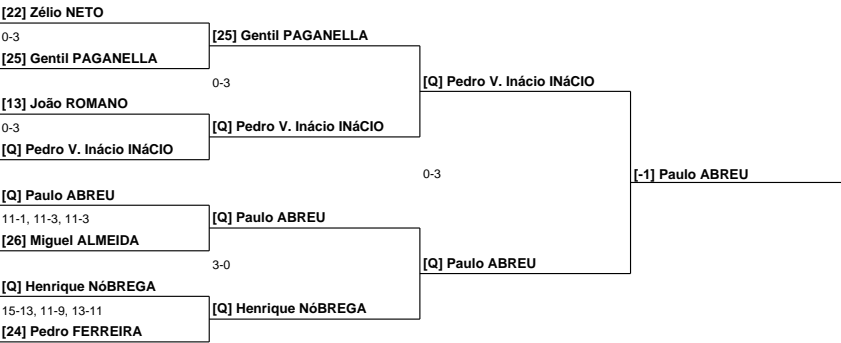 [22] Zélio NETO
0-3
[25] Gentil PAGANELLA
[25] Gentil PAGANELLA
0-3
[13] João ROMANO
0-3
[Q] Pedro V. Inácio INáCIO
[Q] Pedro V. Inácio INáCIO
[Q] Pedro V. Inácio INáCIO
0-3
[-1] Paulo ABREU
[Q] Paulo ABREU
11-1, 11-3, 11-3
[26] Miguel ALMEIDA
[Q] Paulo ABREU
3-0
[Q] Paulo ABREU
[Q] Henrique NóBREGA
15-13, 11-9, 13-11
[24] Pedro FERREIRA
[Q] Henrique NóBREGA